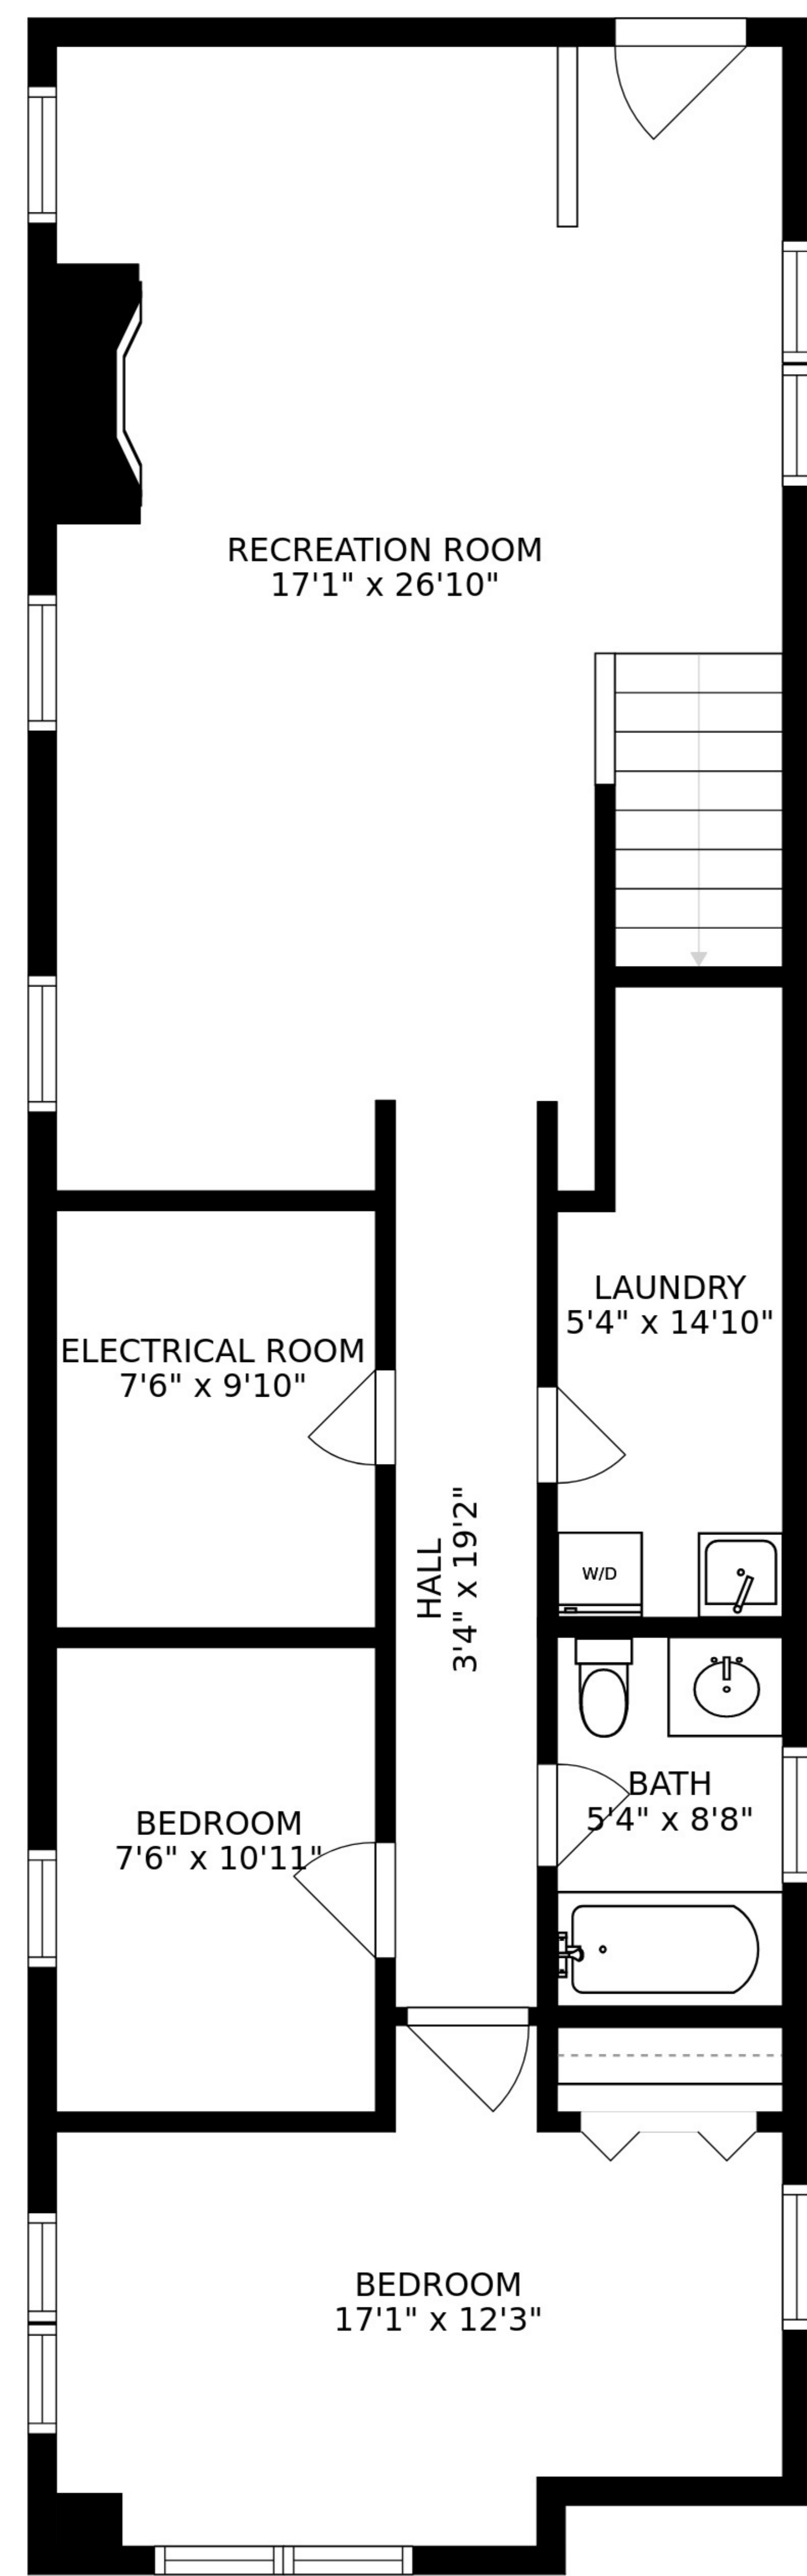 RECREATION ROOM
17'1" x 26'10"
LAUNDRY
5'4" x 14'10"
ELECTRICAL ROOM
7'6" x 9'10"
HALL
3'4" x 19'2"
W/D
BATH
5'4" x 8'8"
BEDROOM
7'6" x 10'11"
BEDROOM
17'1" x 12'3"